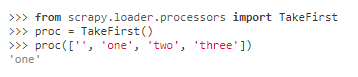 >>> from scrapy.loader.processors import TakeFirst
>>> proc = TakeFirst()
>>> proc(['', 'one', 'two', 'three'])
'one'